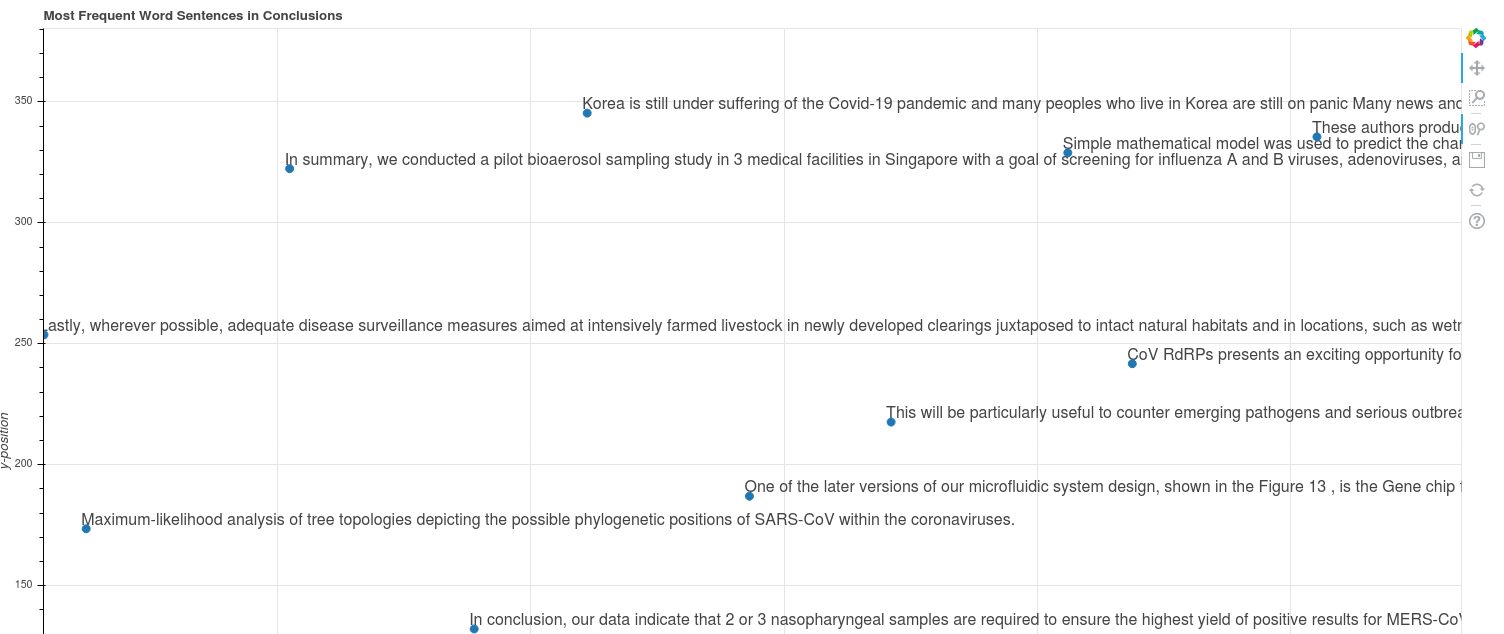 Most Frequent Word Sentences in Conclusions
350
Korea is still under suffering of the Covid-19 pandemic and many peoples who live in Korea are still on panic Many news and
These authors produ
Simple mathematical model was used to predict the cha
In summary, we conducted a pilot bioaerosol sampling study in 3 medical facilities in Singapore with a goal of screening for influenza A and B viruses, adenoviruses, a
300
astly, wherever possible, adequate disease surveillance measures aimed at intensively farmed livestock in newly developed clearings juxtaposed to intact natural habitats and in locations, such as wet
250
CoV RdRPs presents an exciting opportunity fo
y-position
This will be particularly useful to counter emerging pathogens and serious outbrea
200
One of the later versions of our microfluidic system design, shown in the Figure 13 , is the Gene chip
Maximum-likelihood analysis of tree topologies depicting the possible phylogenetic positions of SARS-CoV within the coronaviruses.
150
In conclusion, our data indicate that 2 or 3 nasopharyngeal samples are required to ensure the highest yield of positive results for MERS-CoV